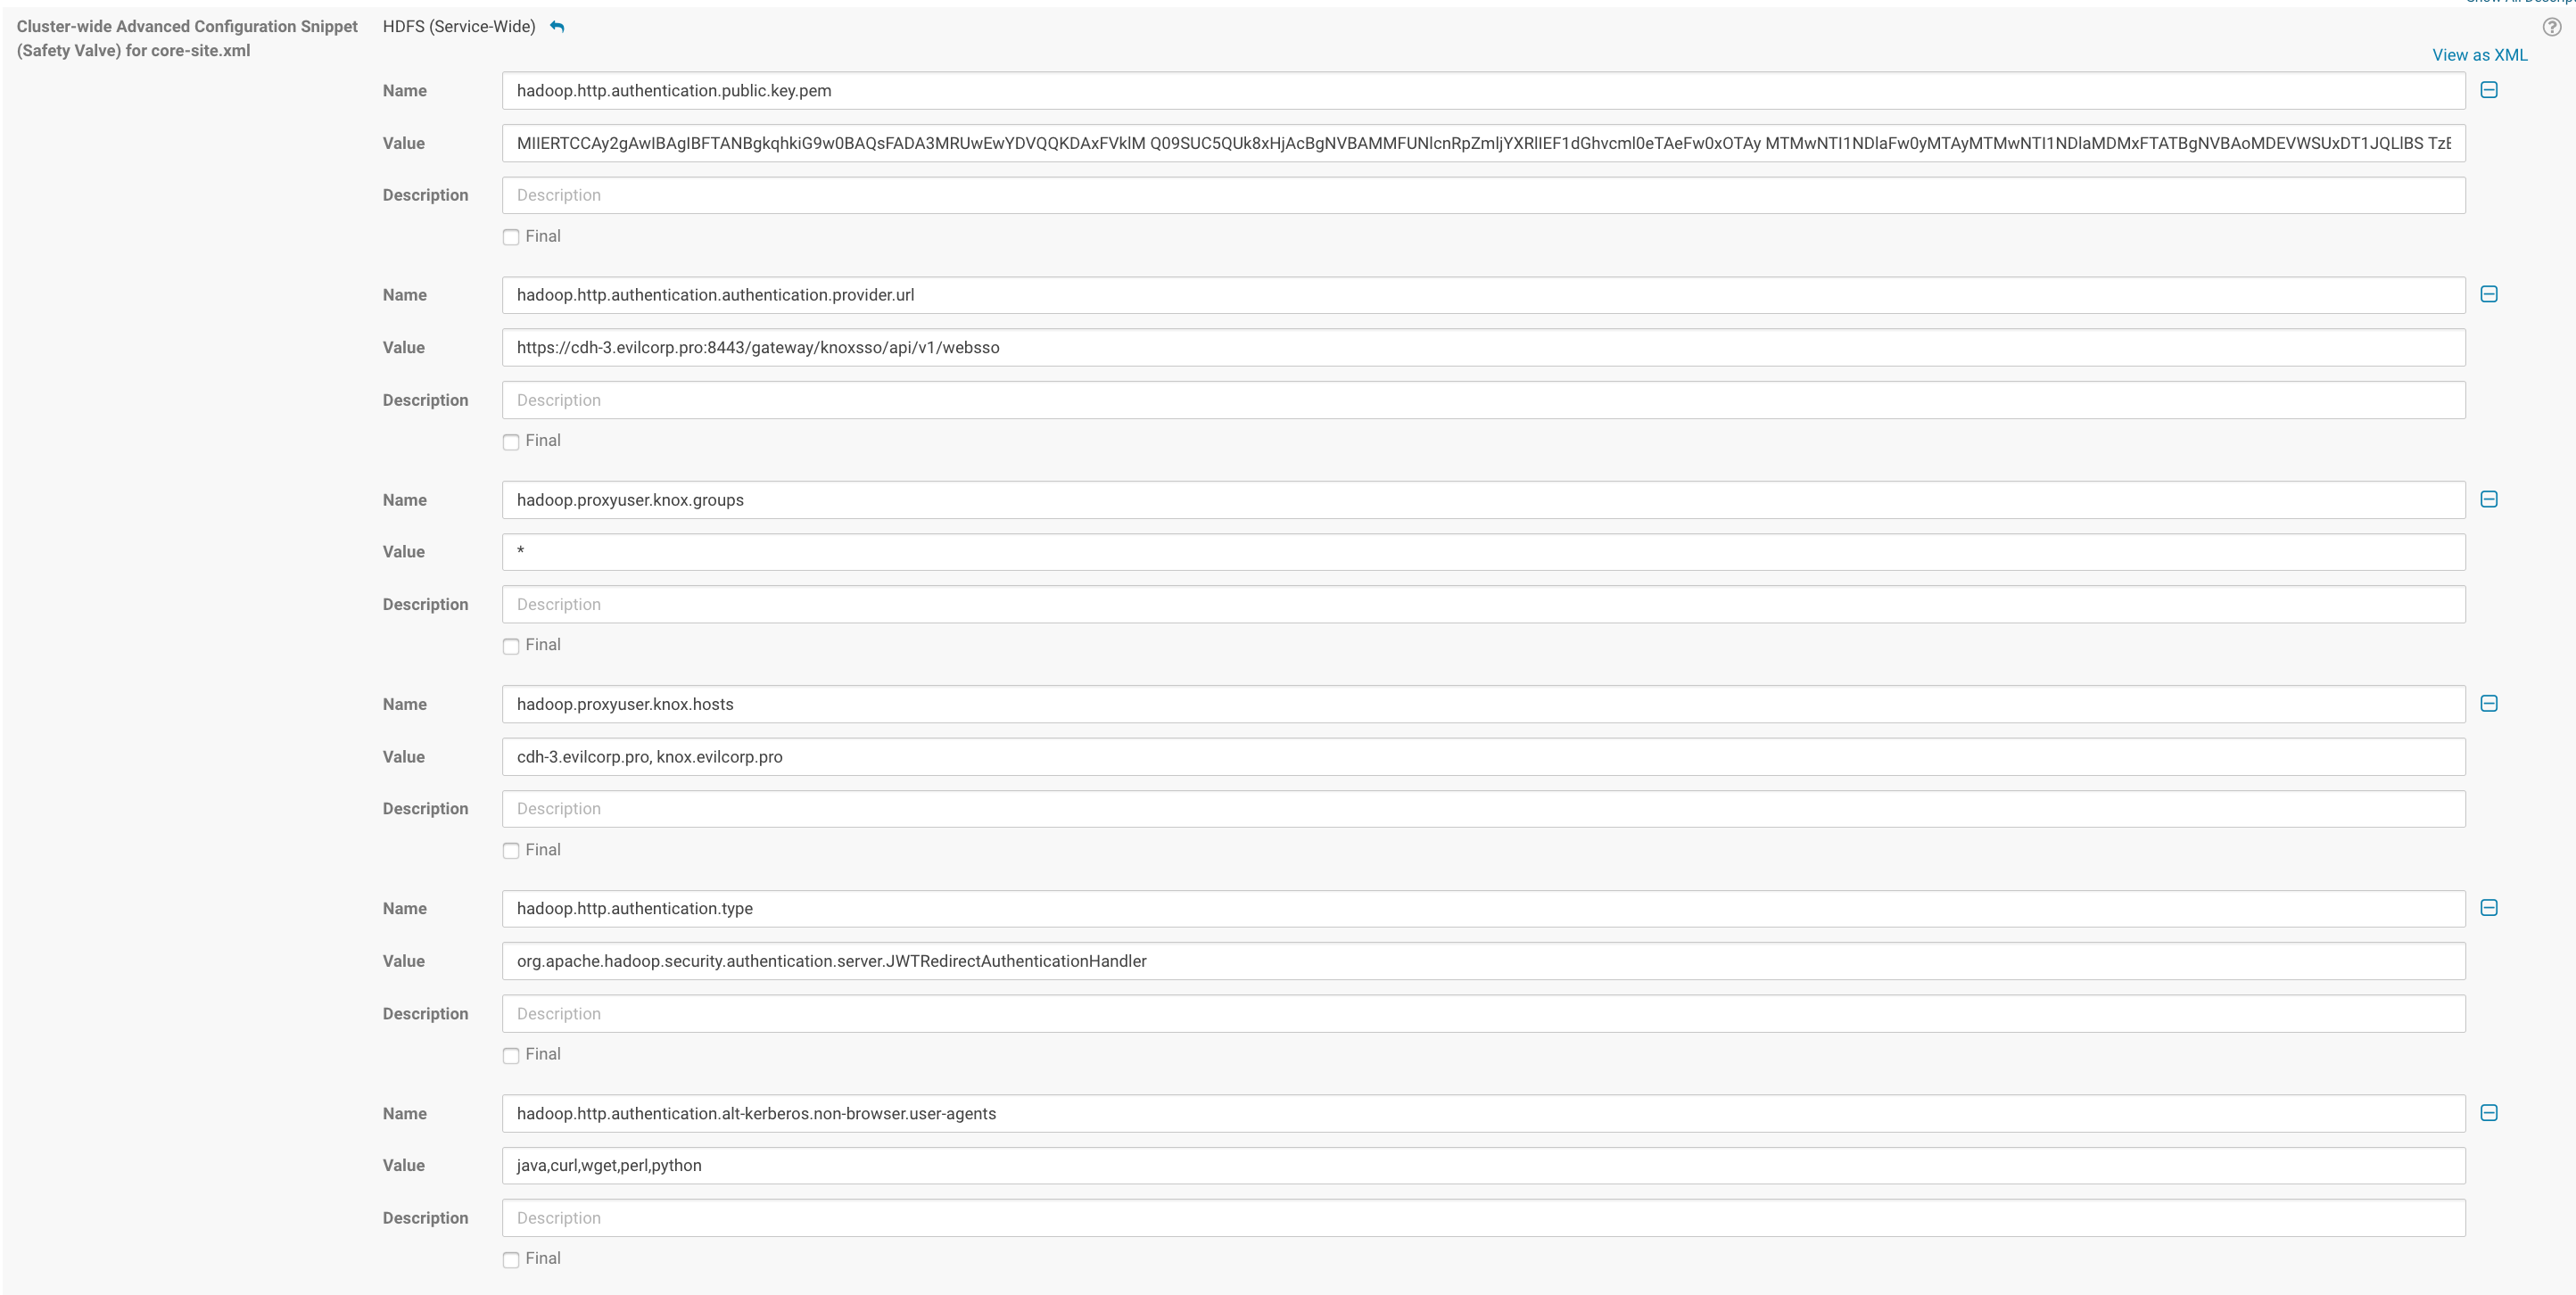 Cluster-wide Advanced Configuration Snippet (Safety Valve) for core-site.xml
HDFS (Service-Wide)
View as XML
Name hadoop.http.authentication.public.key.pem
Value MIIERTCCAy2gAwIBAgIBFTANBgkqhkiG9w0BAQsFADA3MRUwEwYDVQQKDAxFVklM Q09SUC5QUk8xHjAcBgNVBAMMFUNlcnRpZmljYXRlIEF1dGhvcml0eTAeFw0xOTAy MTMwNTI1NDlaFw0yMTAyMTMwNTI1NDlaMDMxFTATBgNVBAoMDEVWSUxDT1JQLlBS TzE
Description Description
Final
Name hadoop.http.authentication.authentication.provider.url
Value https://cdh-3.evilcorp.pro:8443/gateway/knoxsso/api/v1/websso
Description Description
Final
Name hadoop.proxyuser.knox.groups
Value *
Description Description
Final
Name hadoop.proxyuser.knox.hosts
Value cdh-3.evilcorp.pro, knox.evilcorp.pro
Description Description
Final
Name hadoop.http.authentication.type
Value org.apache.hadoop.security.authentication.server.JWTRedirectAuthenticationHandler
Description Description
Final
Name hadoop.http.authentication.alt-kerberos.non-browser.user-agents
Value java,curl,wget,perl,python
Description Description
Final